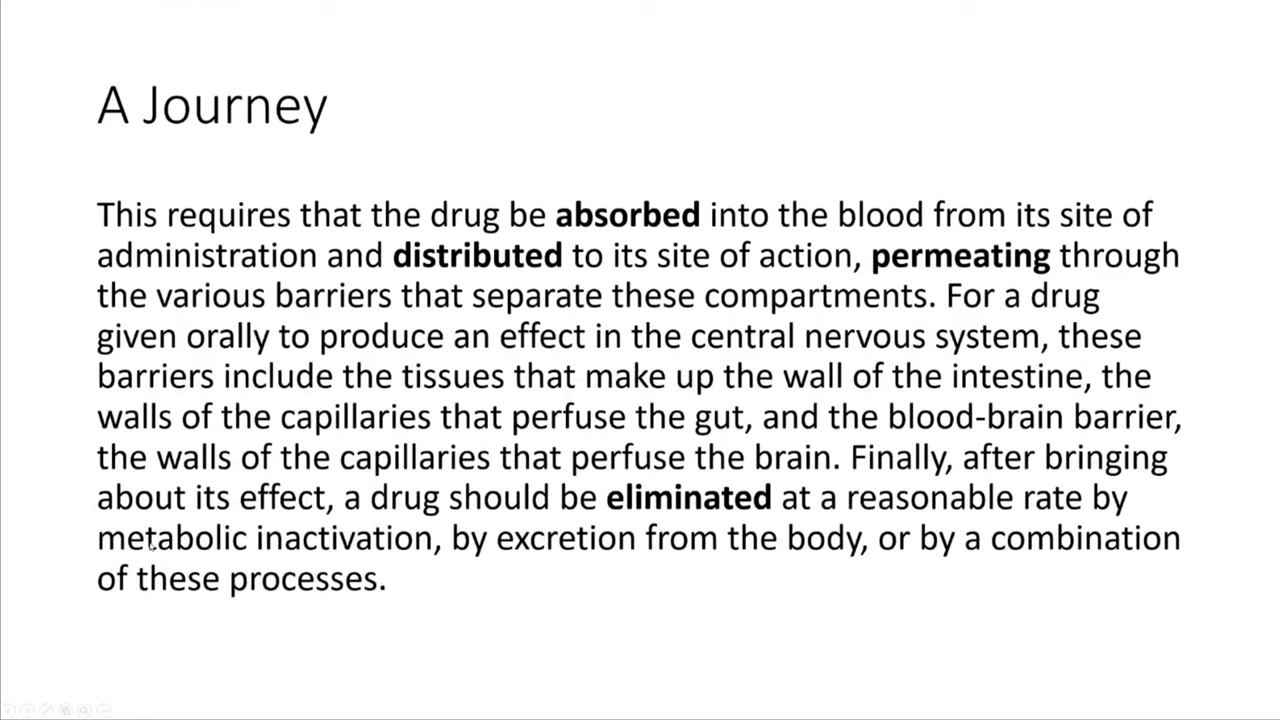 A Journey
This requires that the drug be absorbed into the blood from its site of
administration and distributed to its site of action, permeating through
the various barriers that separate these compartments. For a drug
given orally to produce an effect in the central nervous system, these
barriers include the tissues that make up the wall of the intestine, the
walls of the capillaries that perfuse the gut, and the blood-brain barrier,
the walls of the capillaries that perfuse the brain. Finally, after bringing
about its effect, a drug should be eliminated at a reasonable rate by
metabolic inactivation, by excretion from the body, or by a combination
of these processes.